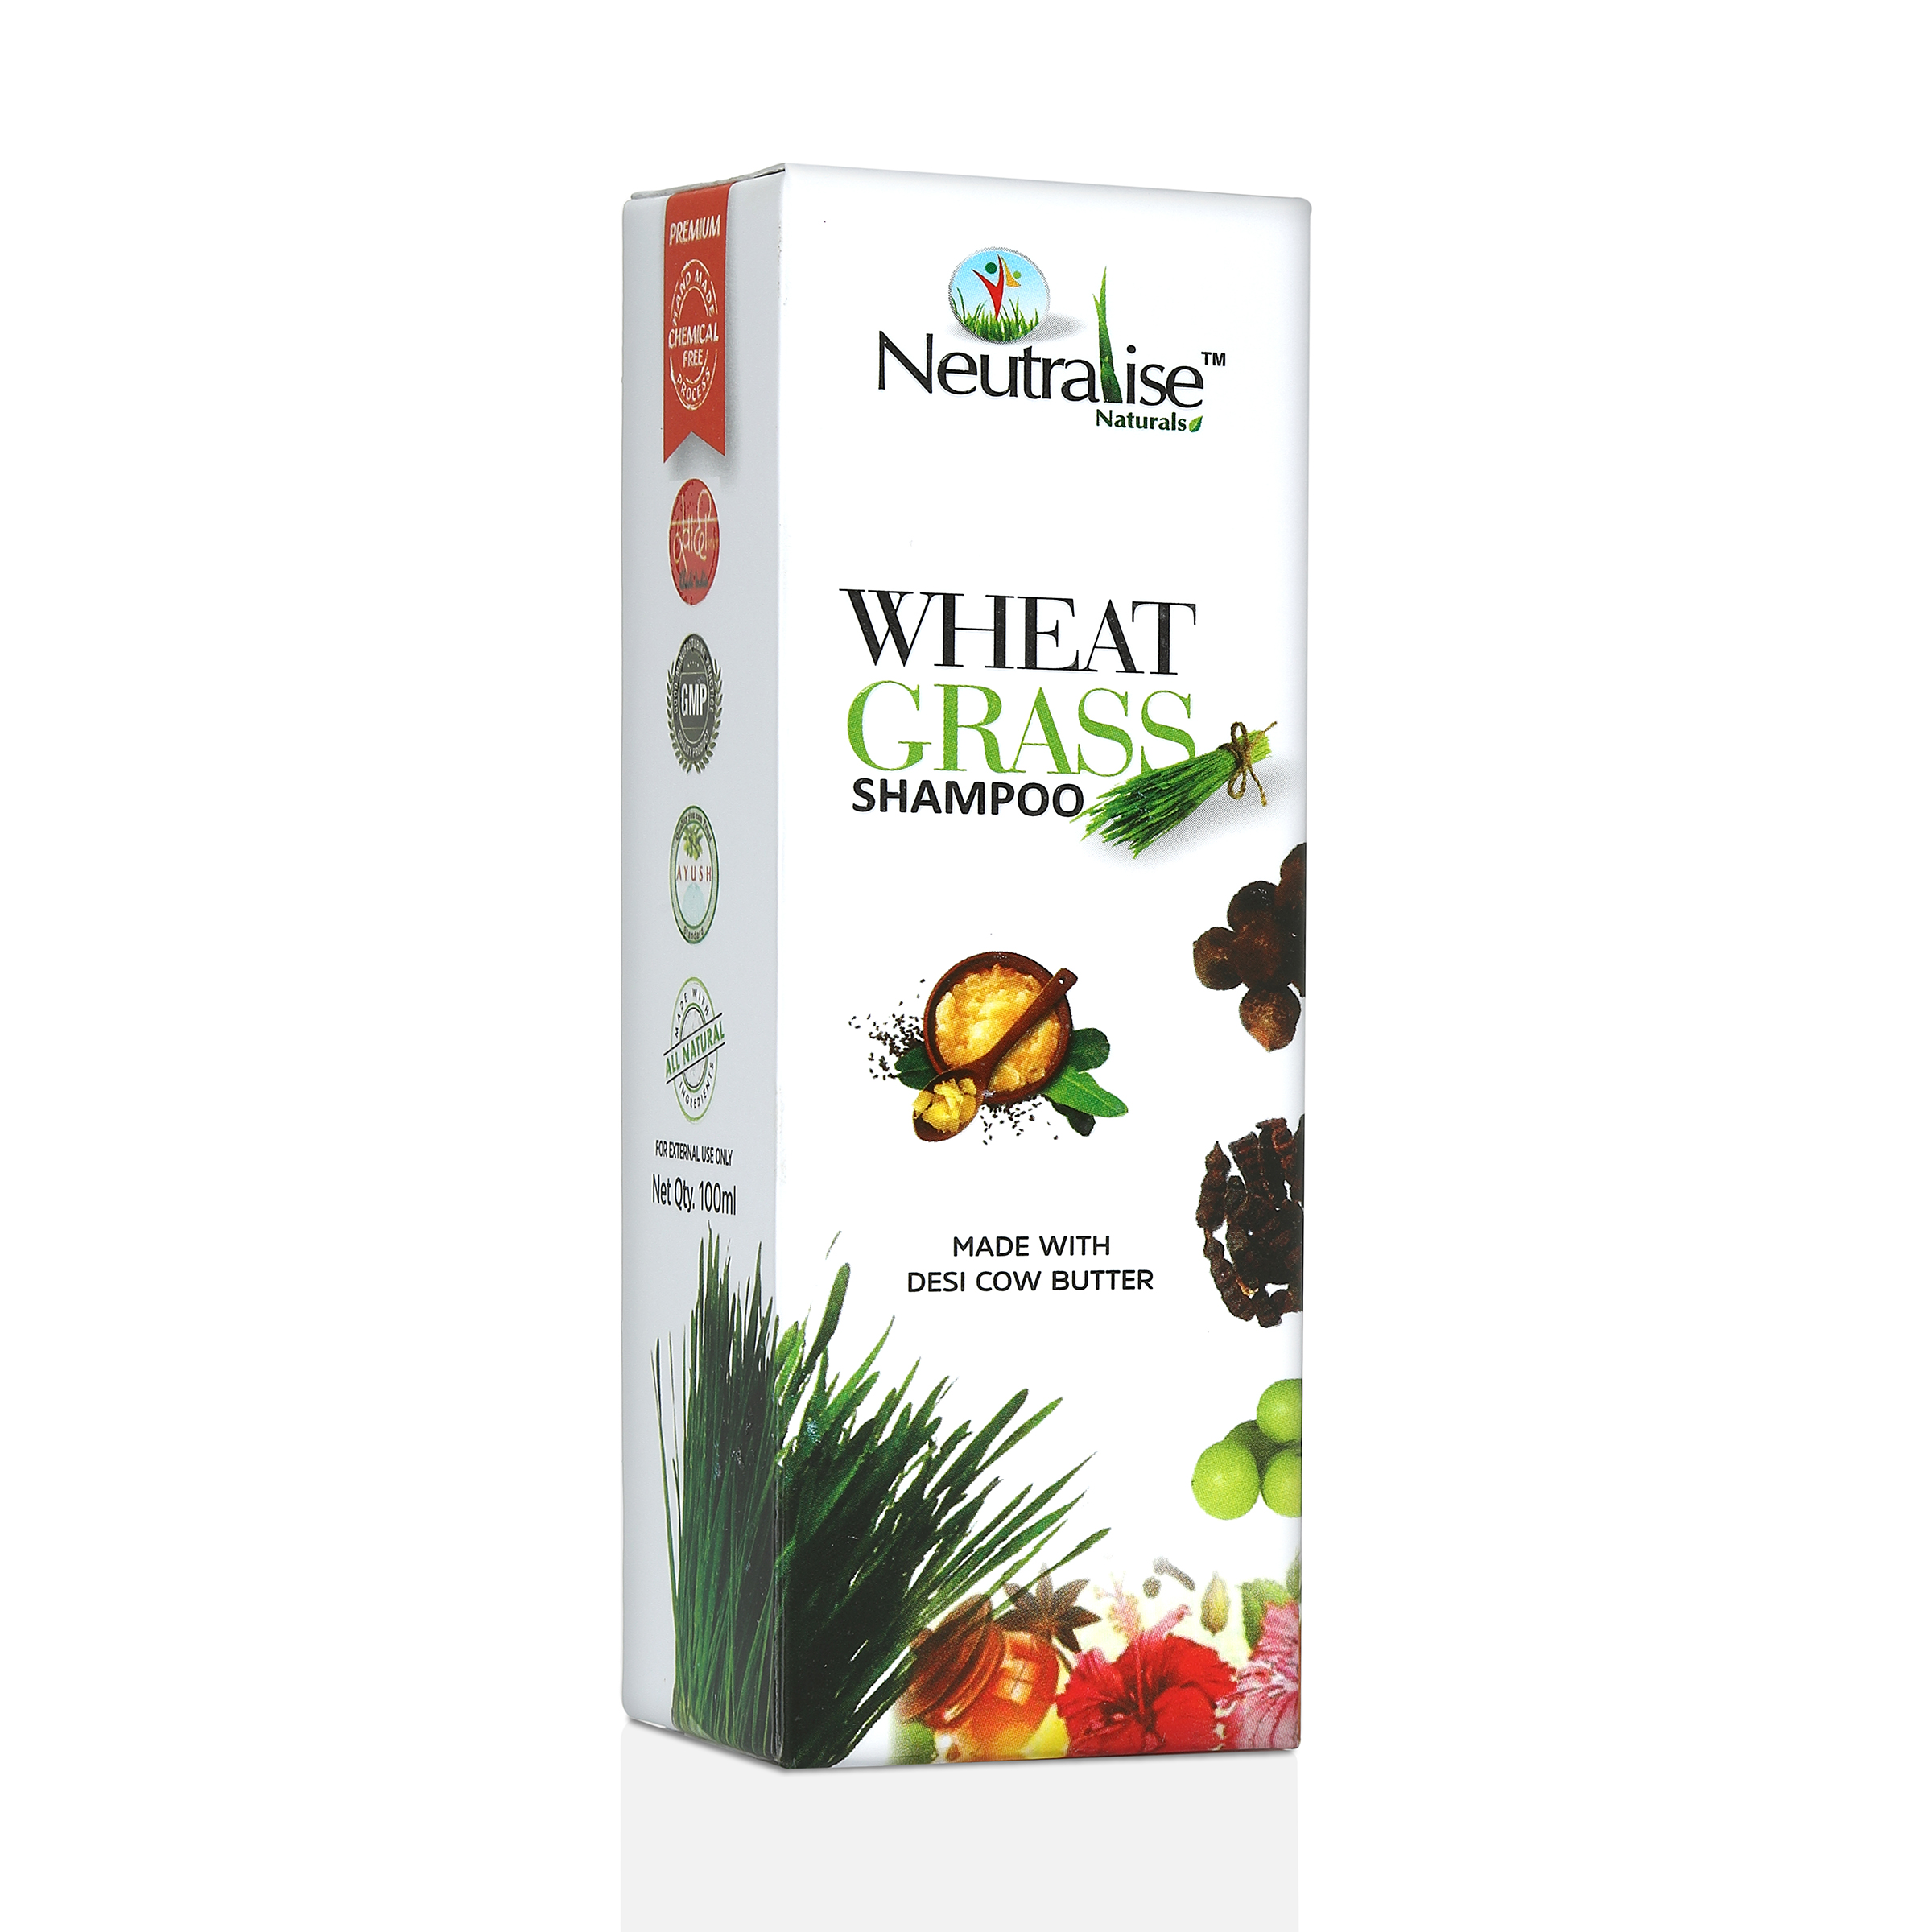 PREMIUM
HAND MADE
CHEMICAL
FREE
PROCESS
GMP
AYUSH
Standard
MADE WITH
ALL NATURAL
INGREDIENTS
FOR EXTERNAL USE ONLY
Net Qty. 100ml
Neutralise™
Naturals
WHEAT
GRASS
SHAMPOO
MADE WITH
DESI COW BUTTER